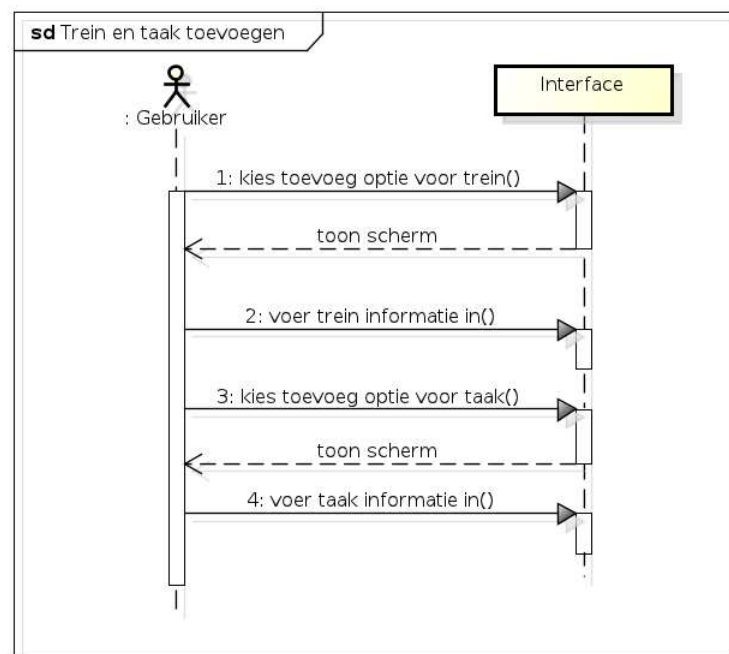 sd Trein en taak toevoegen
: Gebruiker
Interface
1: kies toevoeg optie voor trein()
toon scherm
2: voer trein informatie in()
3: kies toevoeg optie voor taak()
toon scherm
4: voer taak informatie in()